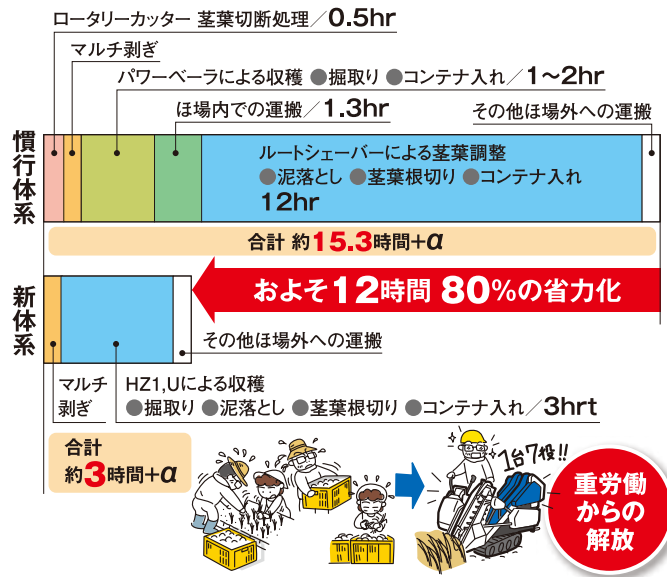 ロータリーカッター 茎葉切断処理/0.5hr
マルチ剥ぎ
パワーベーラによる収穫 ●掘取り ●コンテナ入れ/1〜2hr
ほ場内での運搬/1.3hr
その他ほ場外への運搬
慣行体系
ルートシェーバーによる茎葉調整
●泥落とし ●茎葉根切り ●コンテナ入れ
12hr
合計 約15.3時間+α
およそ12時間 80%の省力化
新体系
その他ほ場外への運搬
マルチ
剥ぎ
HZ1,Uによる収穫
●掘取り ●泥落とし ●茎葉根切り ●コンテナ入れ/3hrt
合計
約3時間+α
1台7役!!
重労働
からの
解放